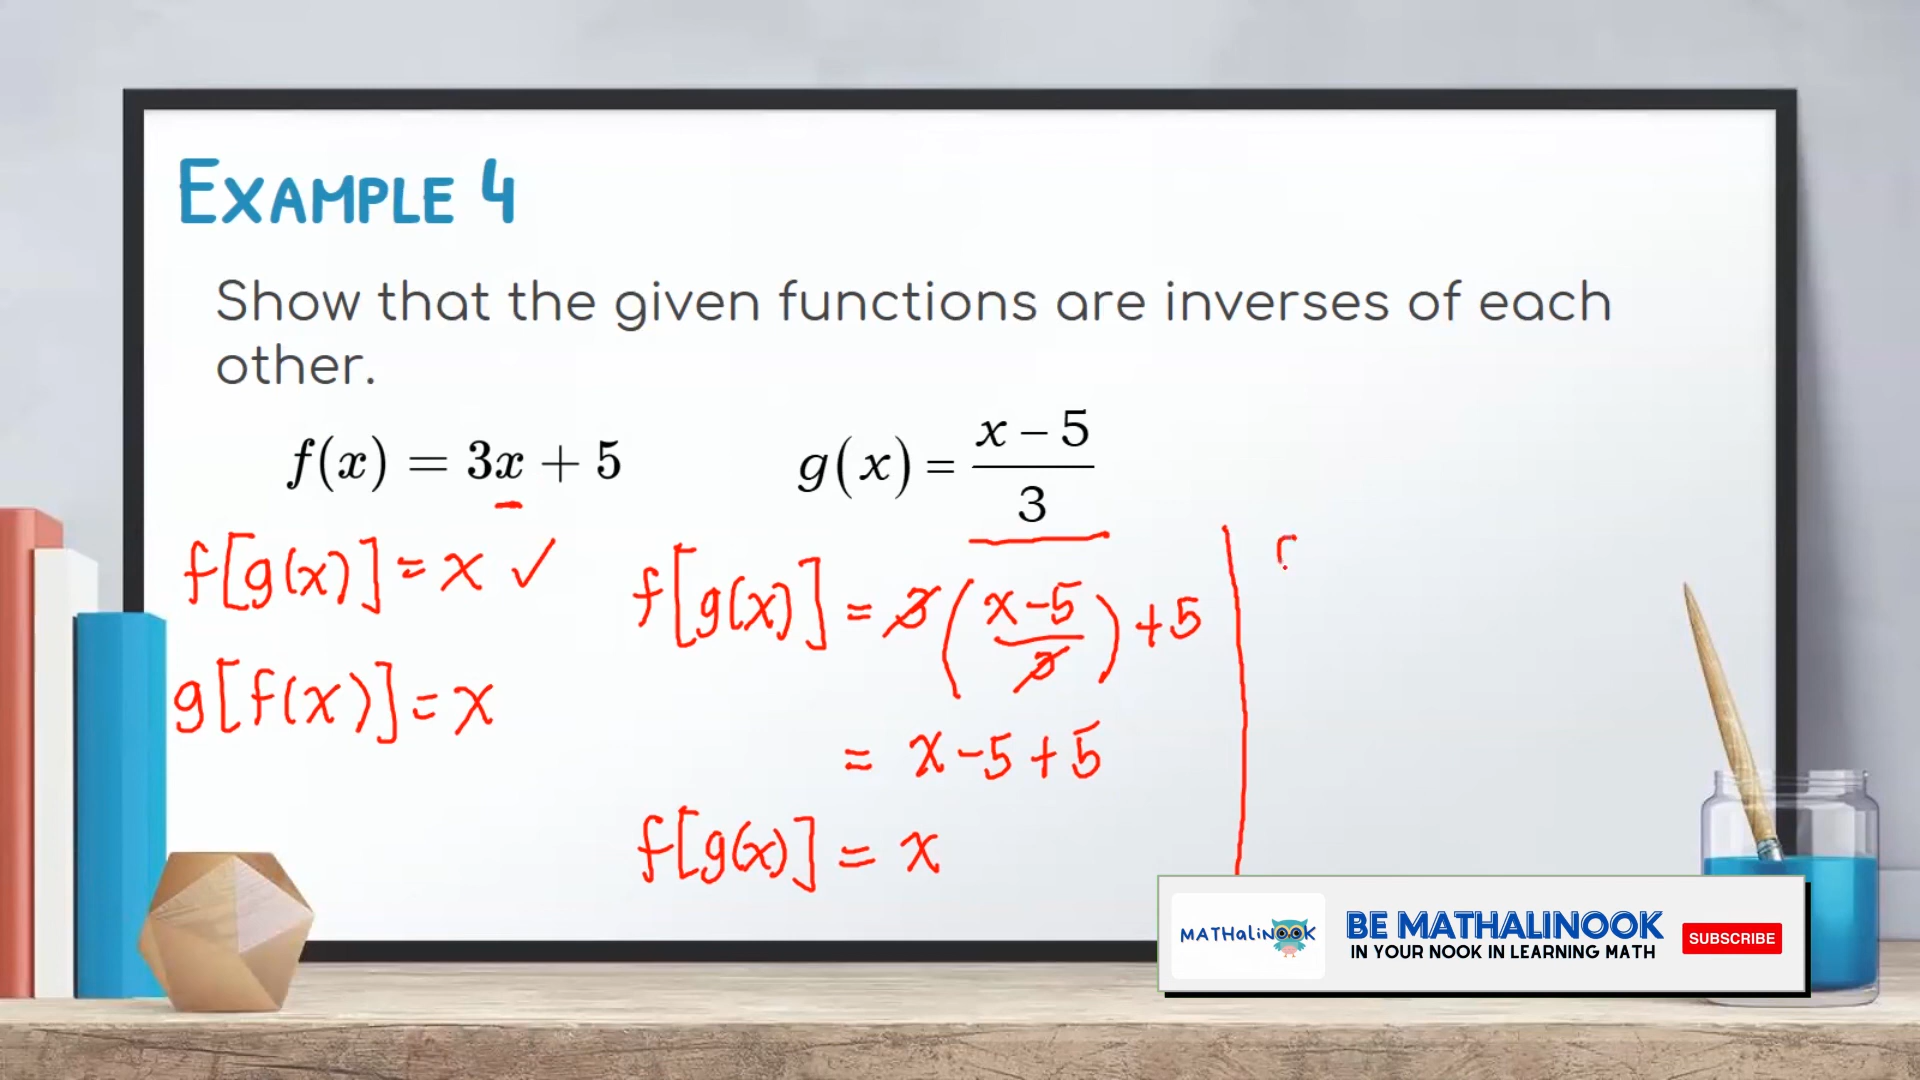 EXAMPLE 4
Show that the given functions are inverses of each
other.
f(x) = 3x + 5
g(x) = (x - 5)/3
f[g(x)] = x ✓
g[f(x)] = x
f[g(x)] = 3((x-5)/3) + 5
= x - 5 + 5
f[g(x)] = x
MATHaliNOOK
BE MATHALINOOK
IN YOUR NOOK IN LEARNING MATH
SUBSCRIBE